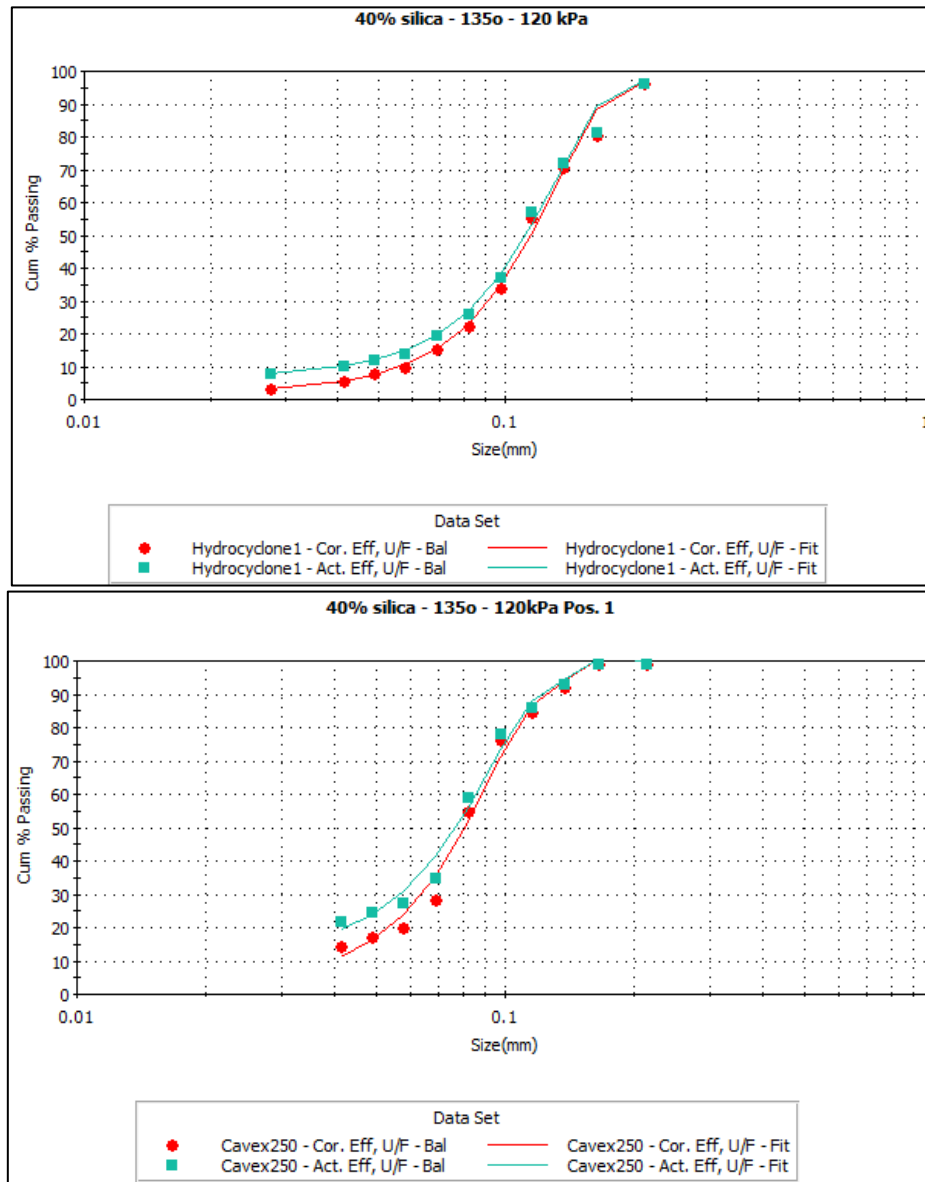 40% silica - 135o - 120 kPa
100
90
80
70
60
50
40
30
20
10
0
Cum % Passing
0.01
0.1
1
Size(mm)
Data Set
Hydrocyclone1 - Cor. Eff, U/F - Bal
Hydrocyclone1 - Cor. Eff, U/F - Fit
Hydrocyclone1 - Act. Eff, U/F - Bal
Hydrocyclone1 - Act. Eff, U/F - Fit
40% silica - 135o - 120kPa Pos. 1
100
90
80
70
60
50
40
30
20
10
0
Cum % Passing
0.01
0.1
Size(mm)
Data Set
Cavex250 - Cor. Eff, U/F - Bal
Cavex250 - Cor. Eff, U/F - Fit
Cavex250 - Act. Eff, U/F - Bal
Cavex250 - Act. Eff, U/F - Fit